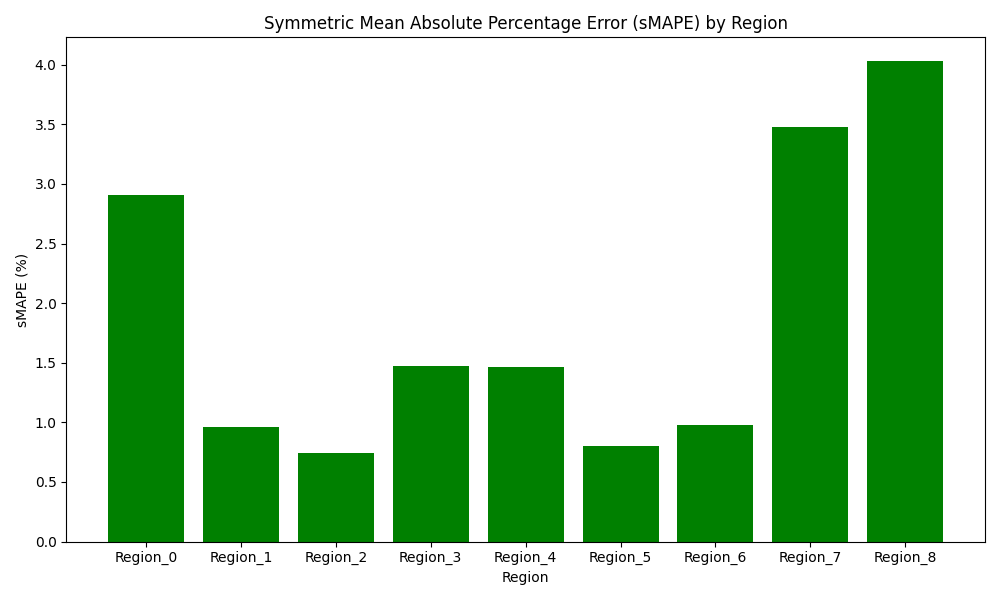 Symmetric Mean Absolute Percentage Error (sMAPE) by Region
sMAPE (%)
4.0
3.5
3.0
2.5
2.0
1.5
1.0
0.5
0.0
Region_0 Region_1 Region_2 Region_3 Region_4 Region_5 Region_6 Region_7 Region_8
Region